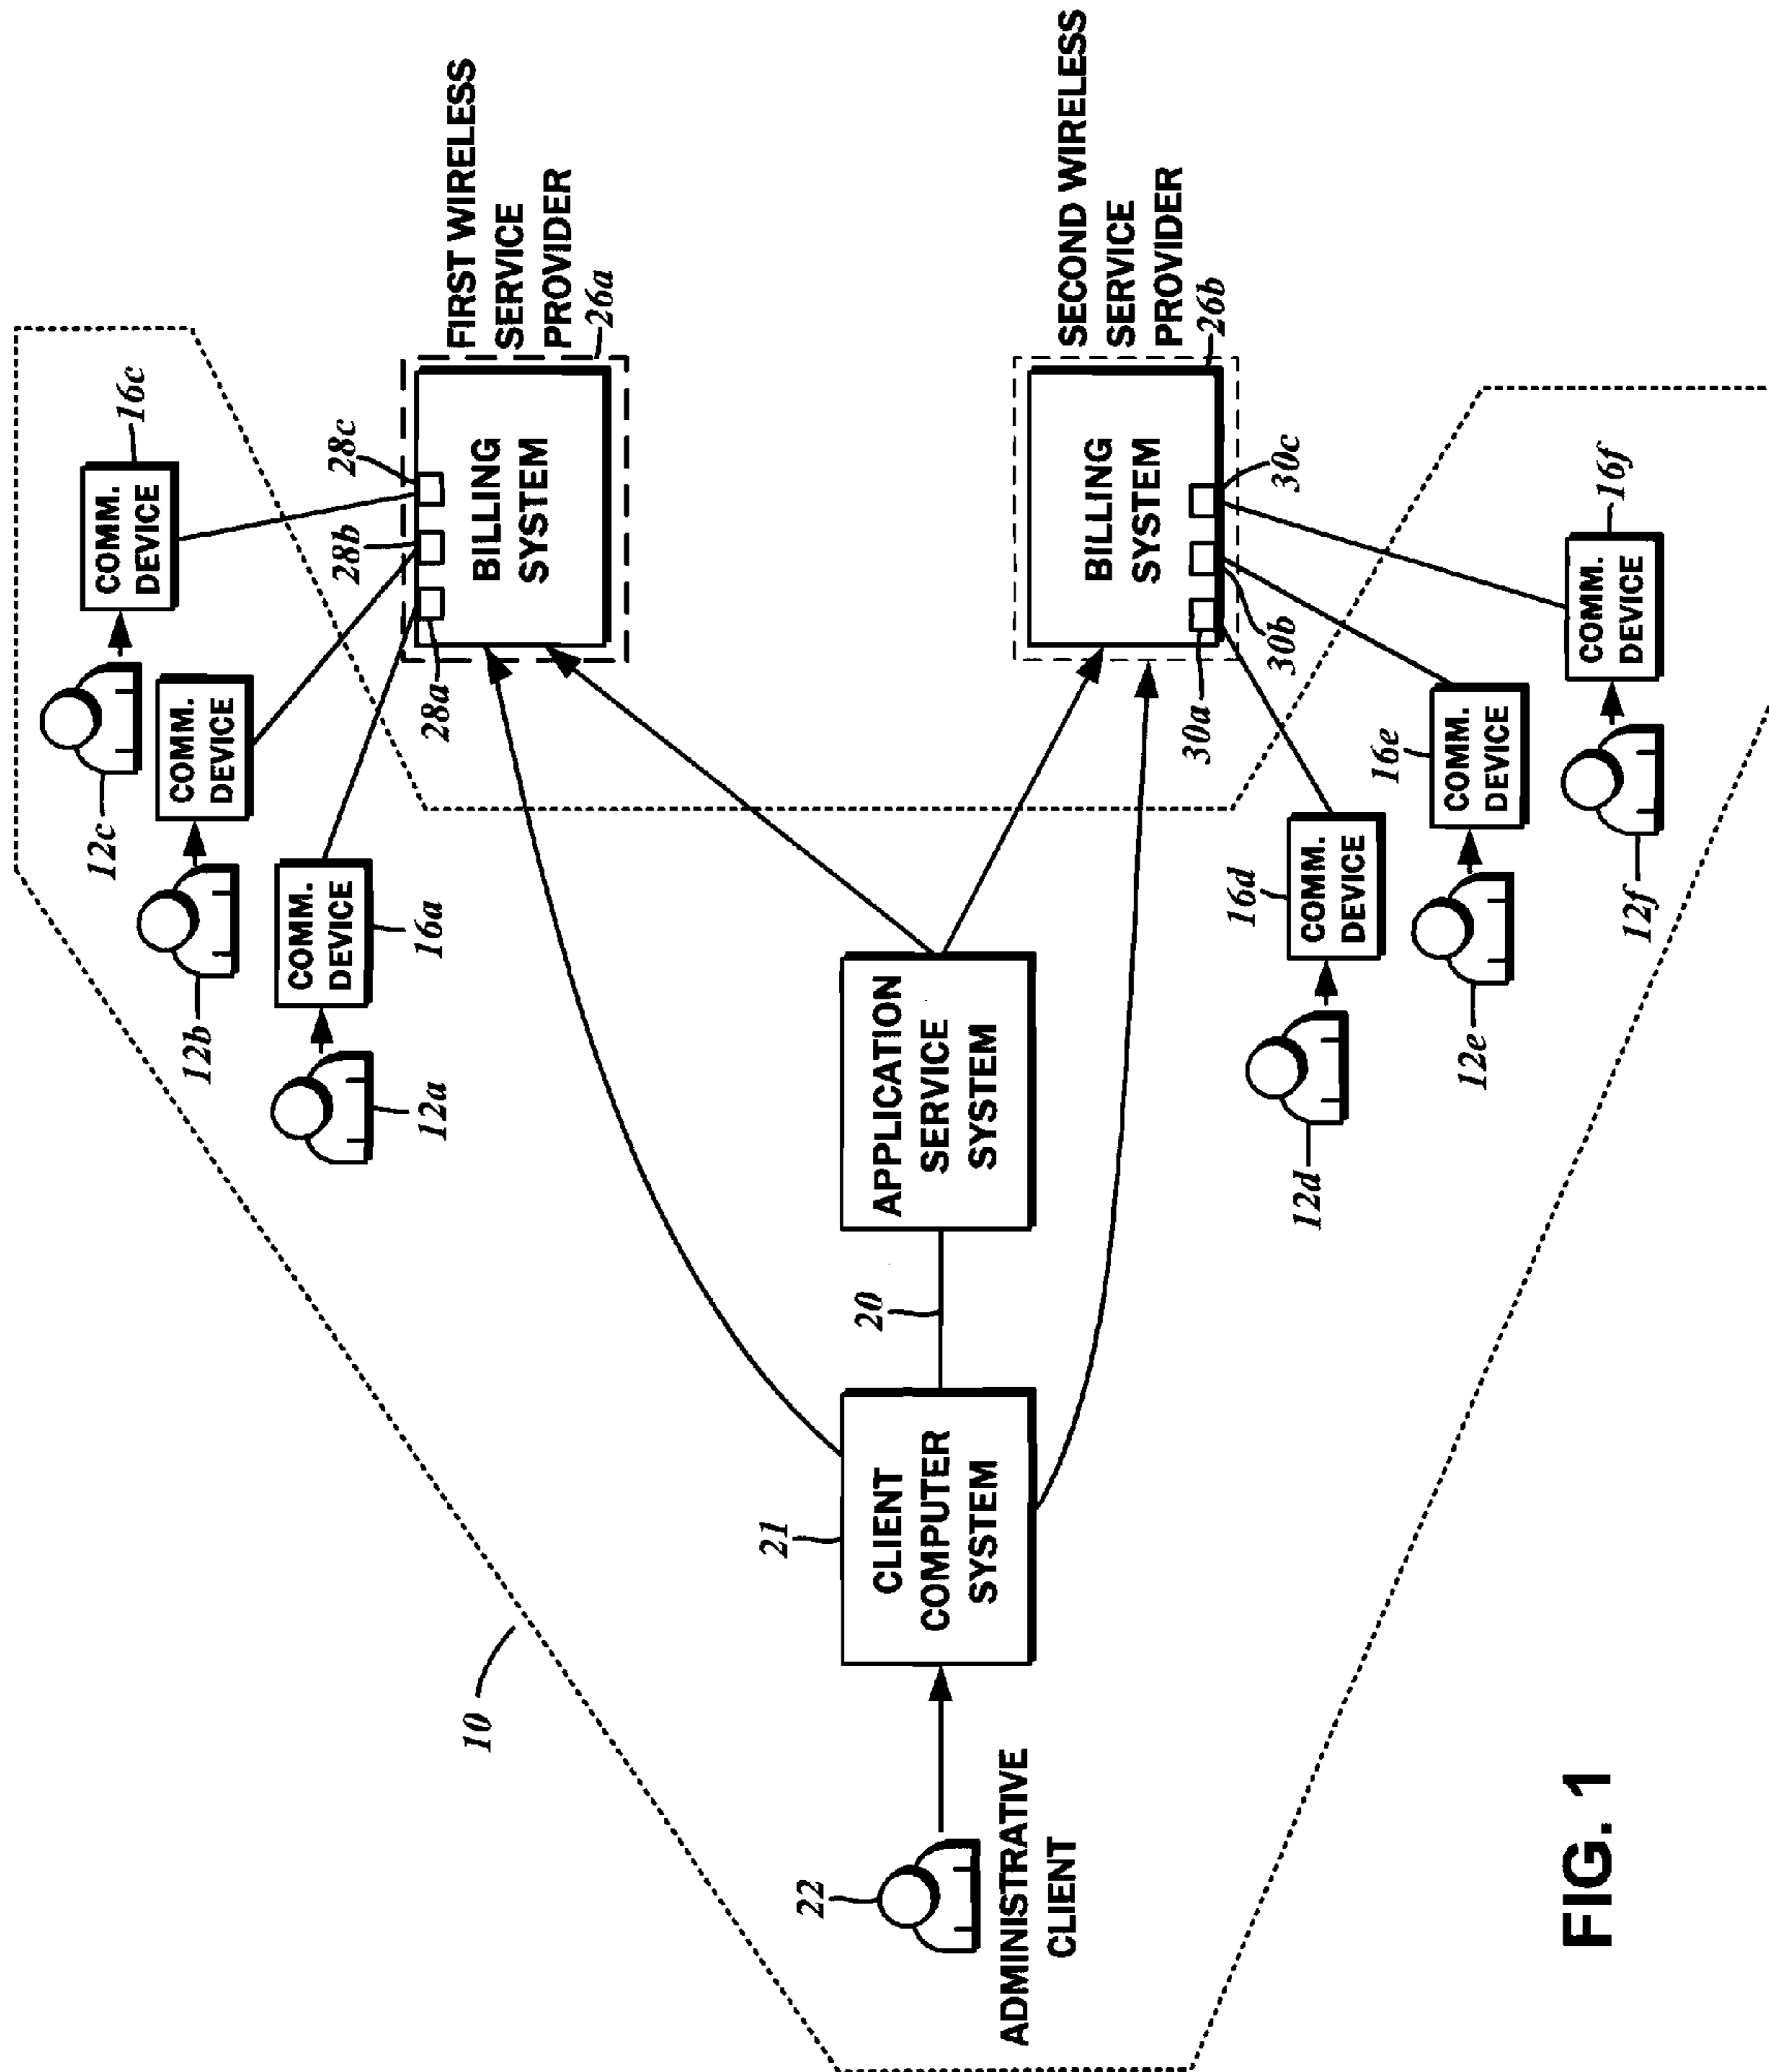 12c
COMM.
DEVICE
16c
12b
COMM.
DEVICE
12a
COMM.
DEVICE
16a
28a
28b
28c
BILLING
SYSTEM
FIRST WIRELESS
SERVICE
PROVIDER
26a
10
22
ADMINISTRATIVE
CLIENT
21
CLIENT
COMPUTER
SYSTEM
20
APPLICATION
SERVICE
SYSTEM
BILLING
SYSTEM
SECOND WIRELESS
SERVICE
PROVIDER
26b
30a
30b
30c
12d
16d
COMM.
DEVICE
12e
16e
COMM.
DEVICE
12f
COMM.
DEVICE
16f
FIG. 1